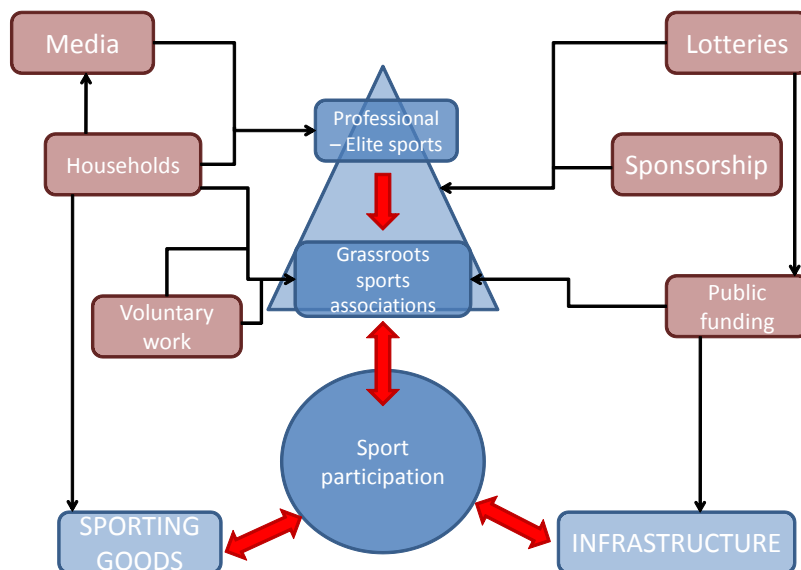 Media
Lotteries
Professional
– Elite sports
Households
Sponsorship
Grassroots
sports
associations
Public
funding
Voluntary
work
Sport
participation
SPORTING
GOODS
INFRASTRUCTURE